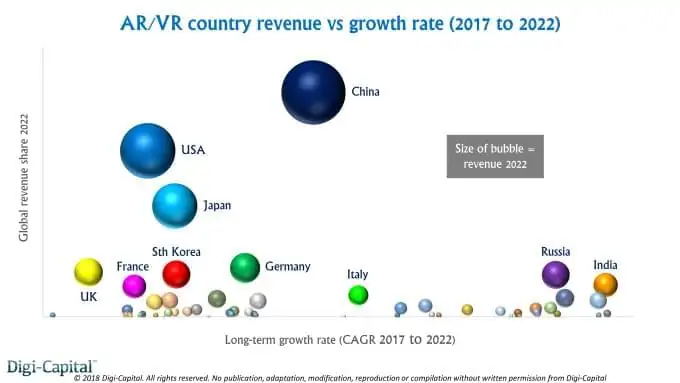 AR/VR country revenue vs growth rate (2017 to 2022)
Global revenue share 2022
China
USA
Size of bubble =
revenue 2022
Japan
Sth Korea
France
Germany
Russia
India
Italy
UK
Long-term growth rate (CAGR 2017 to 2022)
Digi-Capital™
© 2018 Digi-Capital. All rights reserved. No publication, adaptation, modification, reproduction or compilation without written permission from Digi-Capital